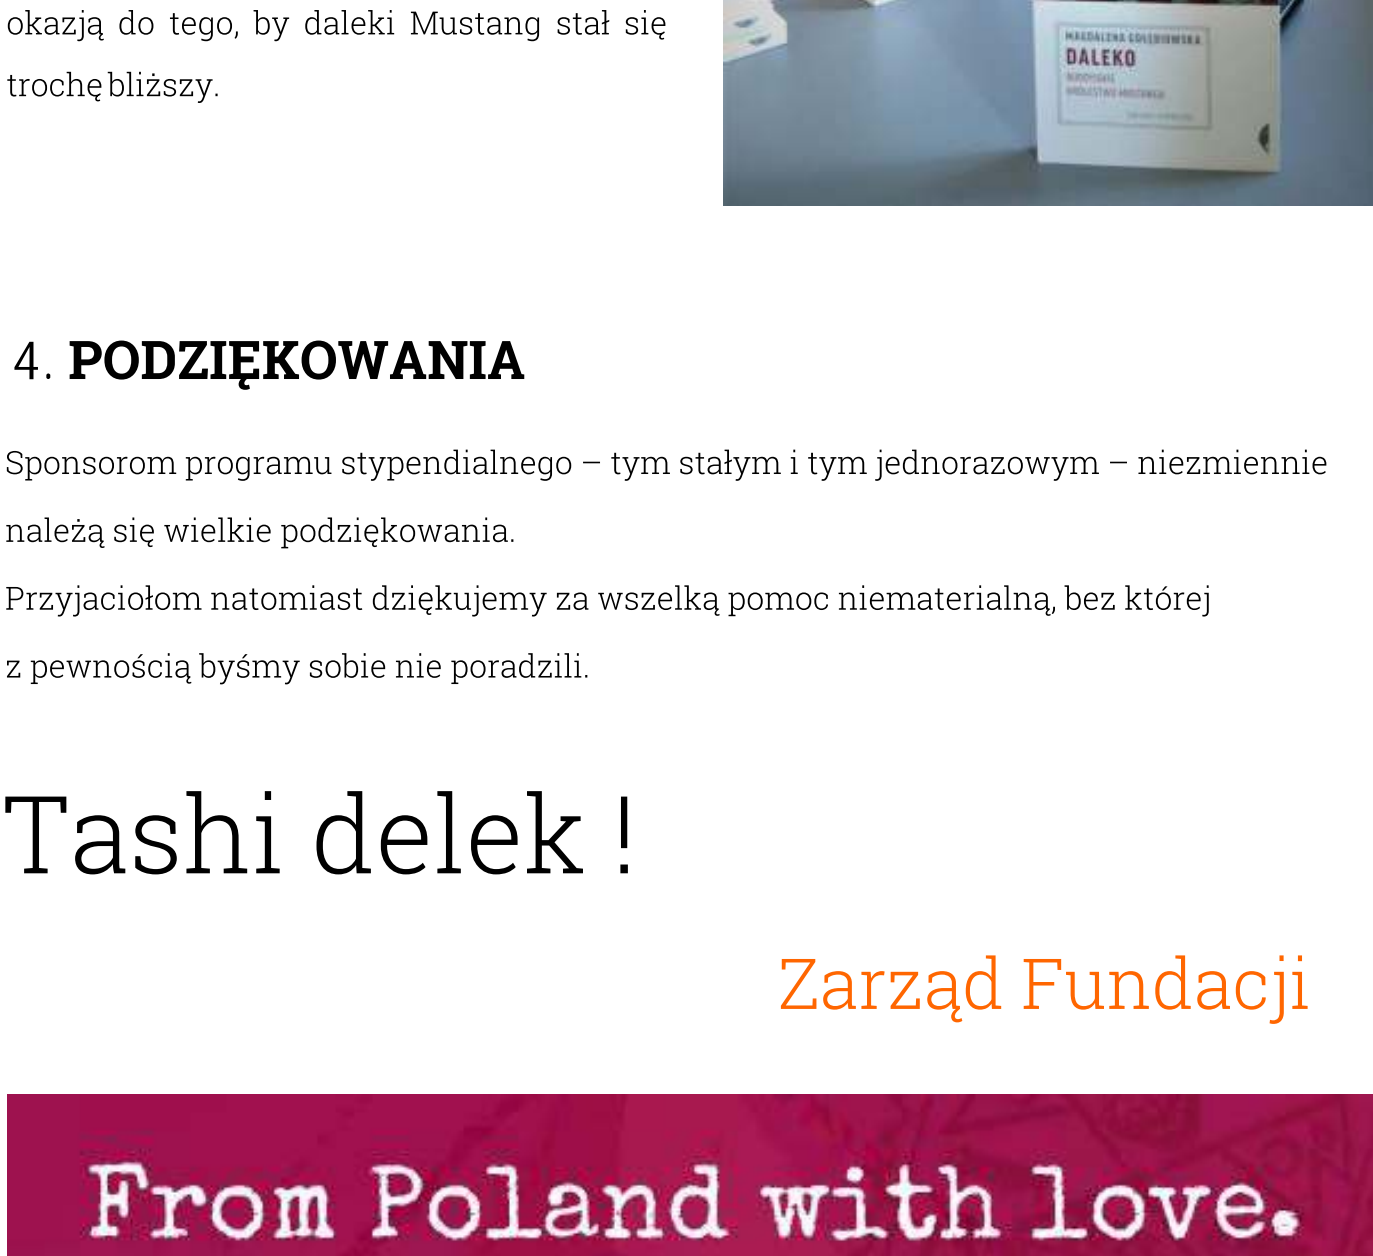 okazją do tego, by daleki Mustang stał się
trochę bliższy.
MAGDALENA GOŁĘBIOWSKA
DALEKO
4. PODZIĘKOWANIA
Sponsorom programu stypendialnego – tym stałym i tym jednorazowym – niezmiennie
należą się wielkie podziękowania.
Przyjaciołom natomiast dziękujemy za wszelką pomoc niematerialną, bez której
z pewnością byśmy sobie nie poradzili.
Tashi delek !
Zarząd Fundacji
From Poland with love.